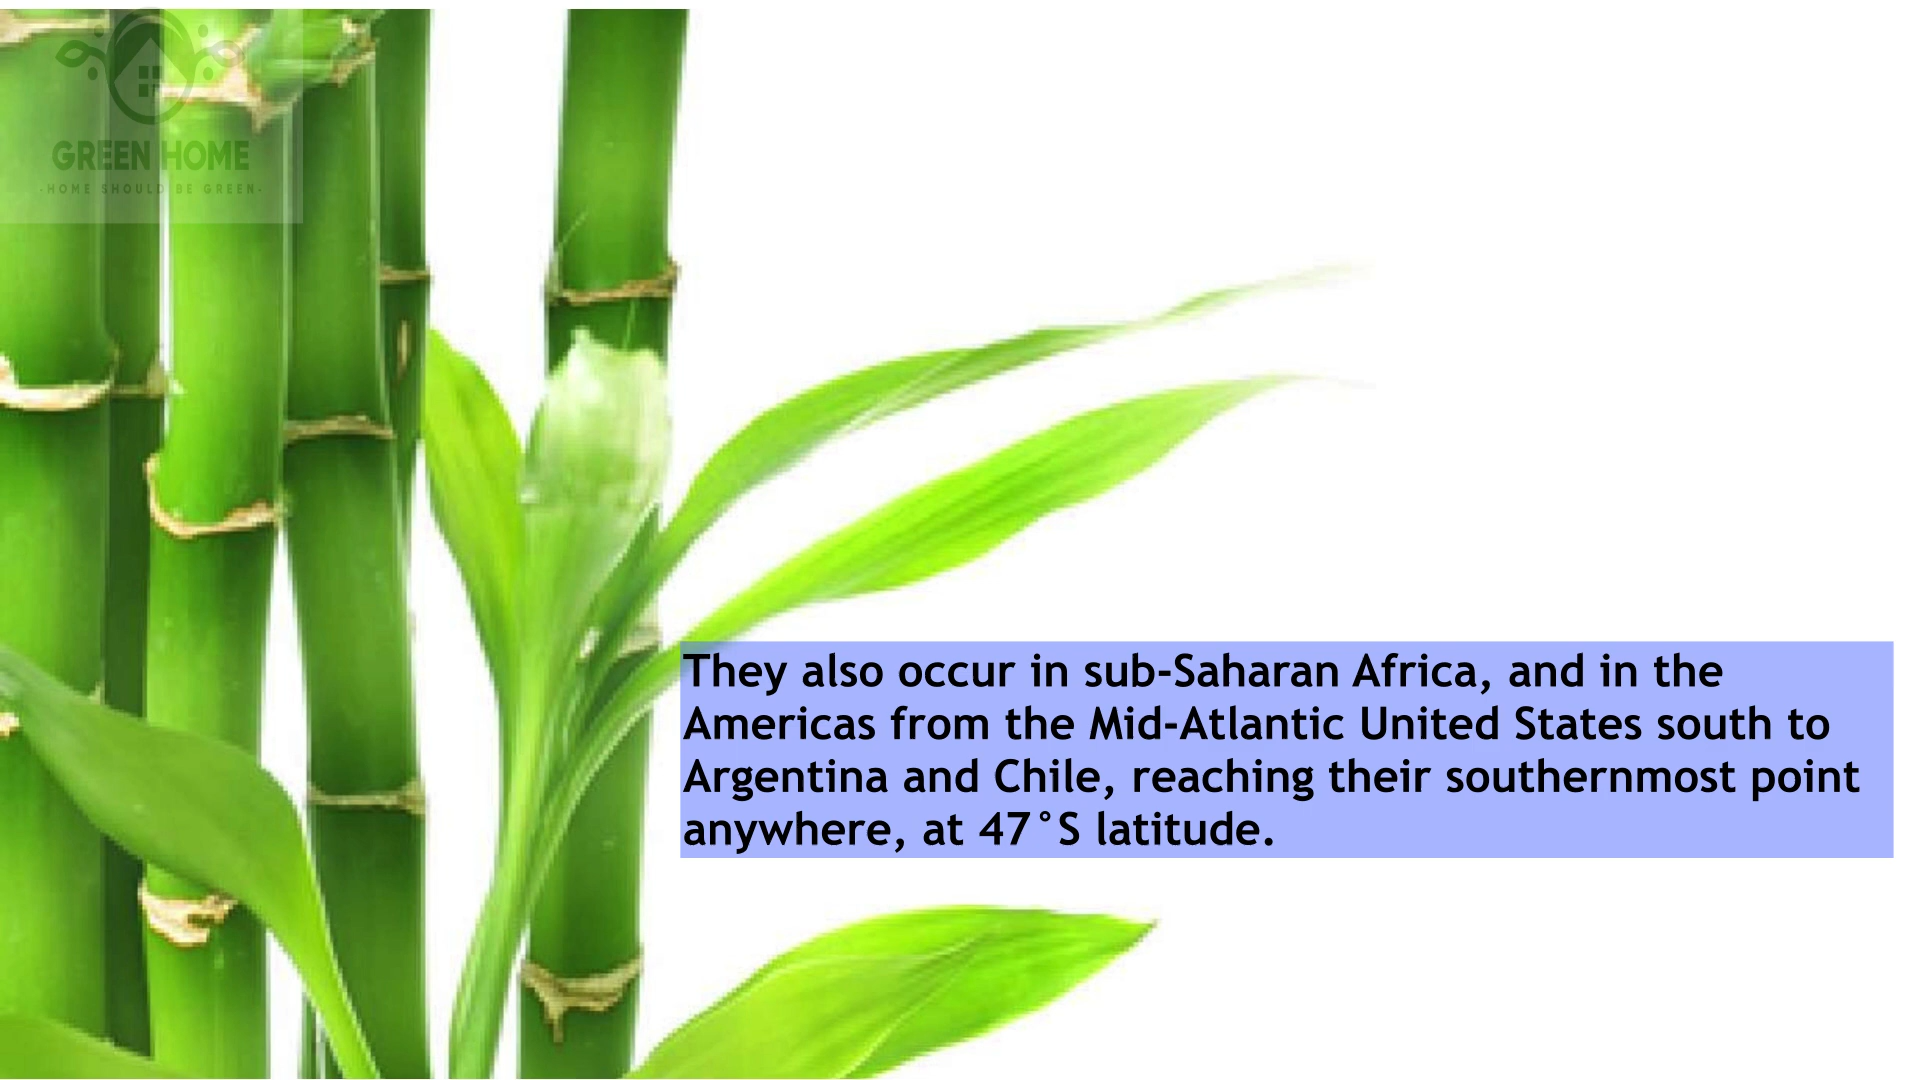 GREEN HOME
·HOME SHOULD BE GREEN·
They also occur in sub-Saharan Africa, and in the
Americas from the Mid-Atlantic United States south to
Argentina and Chile, reaching their southernmost point
anywhere, at 47°S latitude.